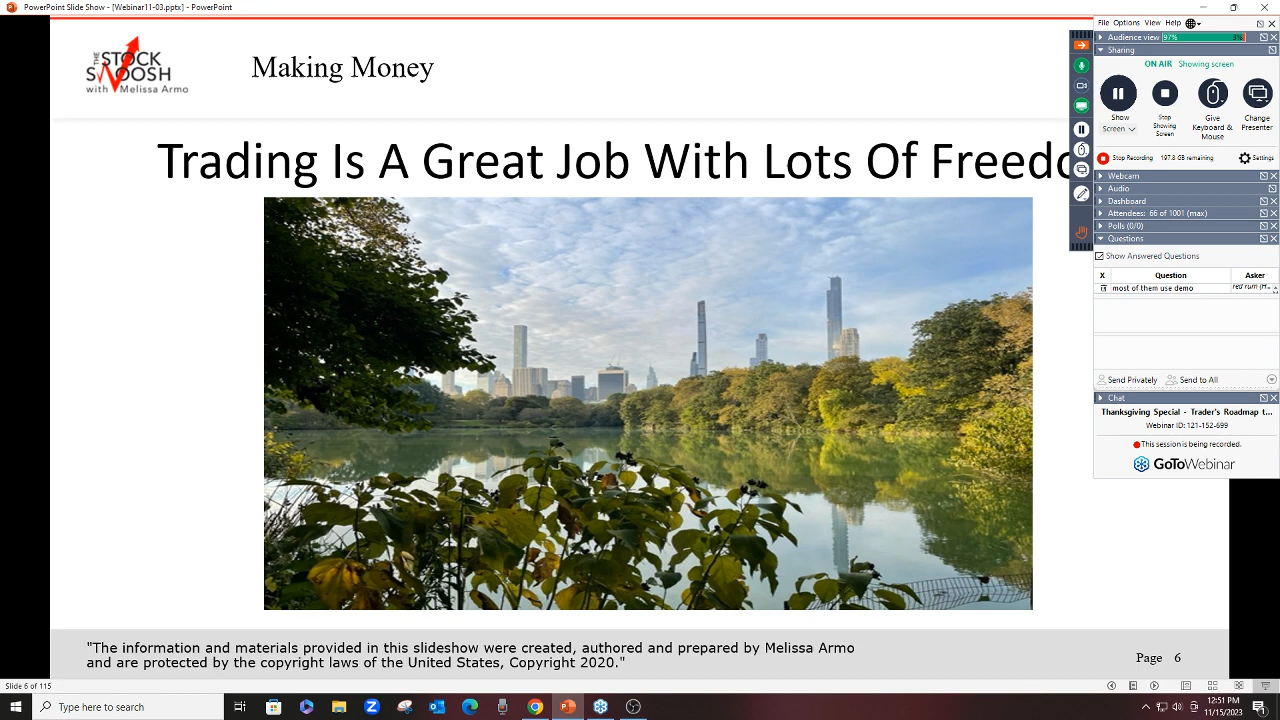 PowerPoint Slide Show - [Webinar11-03.pptx] - PowerPoint
THE
STOCK
SWOOSH
with Melissa Armo
Making Money
Trading Is A Great Job With Lots Of Freedo
"The information and materials provided in this slideshow were created, authored and prepared by Melissa Armo
and are protected by the copyright laws of the United States, Copyright 2020."
Page 6
File Options View Help
Audience view 97% 3%
Sharing
ON AIR Showing screen
Show
Screen
Stop
Showing
Screen
Give
Keyboard &
Mouse
Change
Presenter
Stop Recording 197.8 GB remaining
Settings
Webcam
Audio
Dashboard
Attendees: 66 of 1001 (max)
Polls (0/0)
Questions
Show Answered Questions
X Question Asker
most of them use demo red rum (H...
Send Privately Send to All
Chat
Thanksgiving Special - Trader's Roadmap t...
Webinar ID: 121-152-699
This session is being recorded.
GoToWebinar
Slide 6 of 115
Type here to search
12:51 PM
11/15/2023